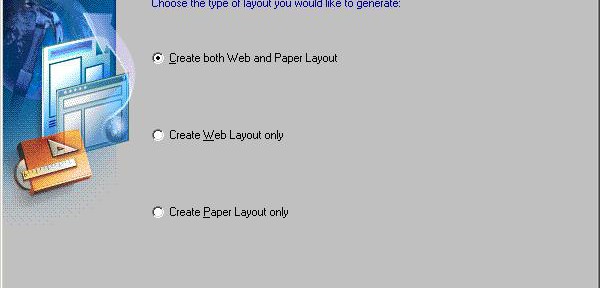 Choose the type of layout you would like to generate:
Create both Web and Paper Layout
Create Web Layout only
Create Paper Layout only